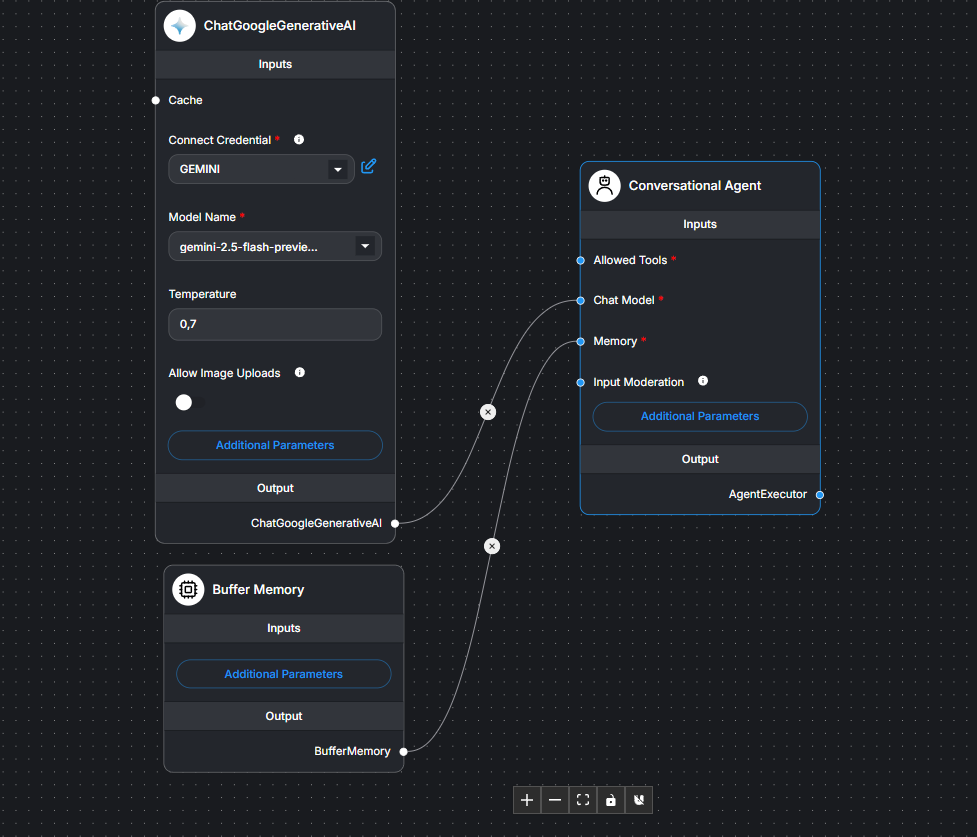 ChatGoogleGenerativeAI
Inputs
Cache
Connect Credential *
GEMINI
Model Name *
gemini-2.5-flash-previe...
Temperature
0,7
Allow Image Uploads
Additional Parameters
Output
ChatGoogleGenerativeAI
Buffer Memory
Inputs
Additional Parameters
Output
BufferMemory
Conversational Agent
Inputs
Allowed Tools *
Chat Model *
Memory *
Input Moderation
Additional Parameters
Output
AgentExecutor